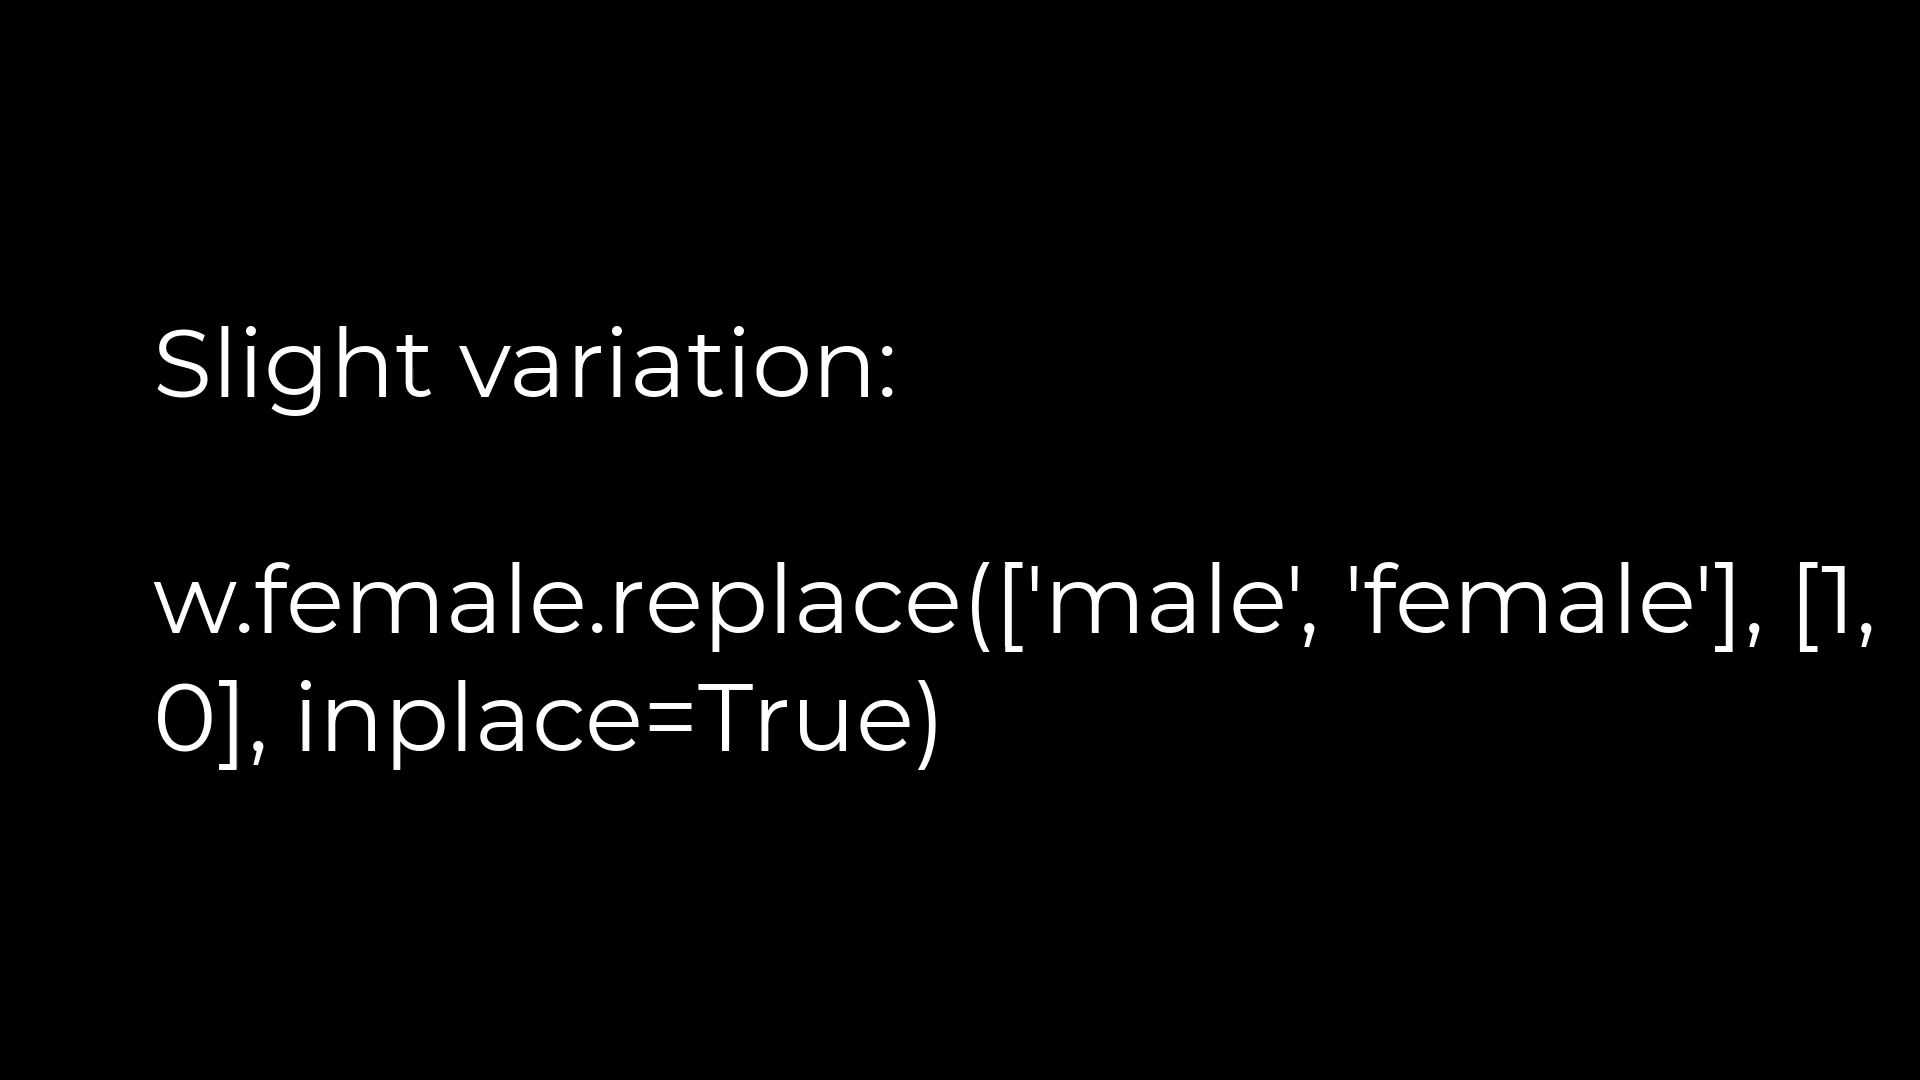 Slight variation:
w.female.replace(['male', 'female'], [1,
0], inplace=True)